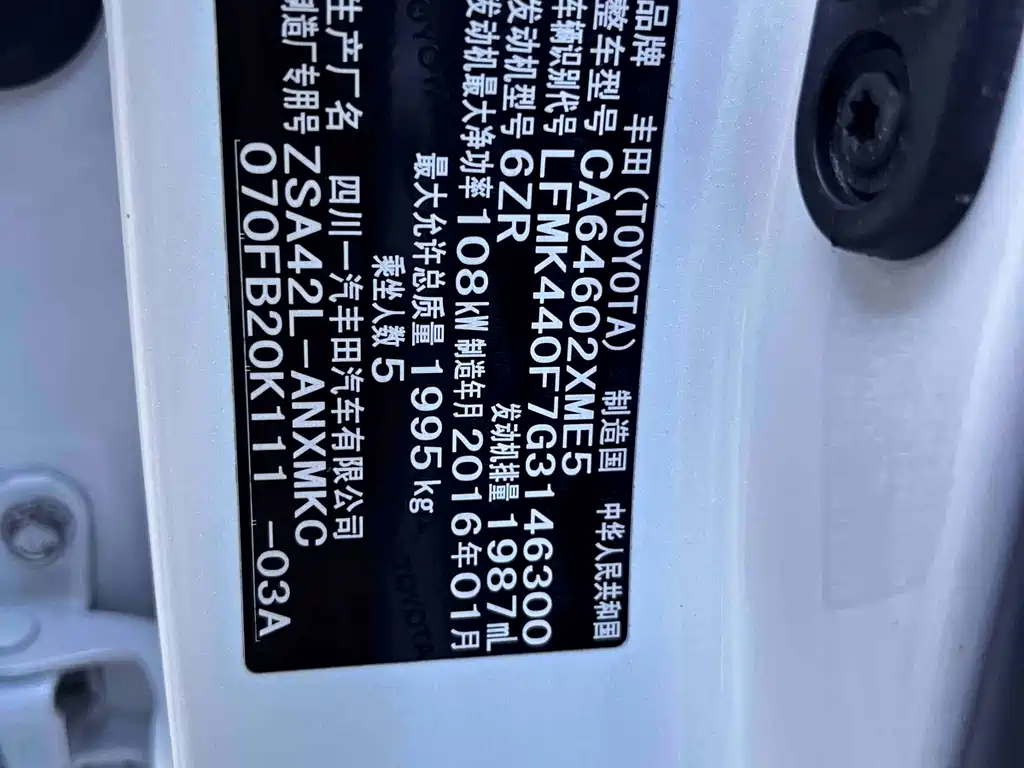 品牌 丰田(TOYOTA) 制造国 中华人民共和国
整车型号 CA64602XME5
车辆识别代号 LFMK440F7G3146300
发动机型号 6ZR 发动机排量 1987mL
发动机最大净功率 108kW 制造年月 2016年01月
最大允许总质量 1995kg
乘坐人数 5
生产厂名 四川一汽丰田汽车有限公司
制造厂专用号 ZSA42L-ANXMKC
070FB20K111 -03A
TOYOTA
TOYOTA